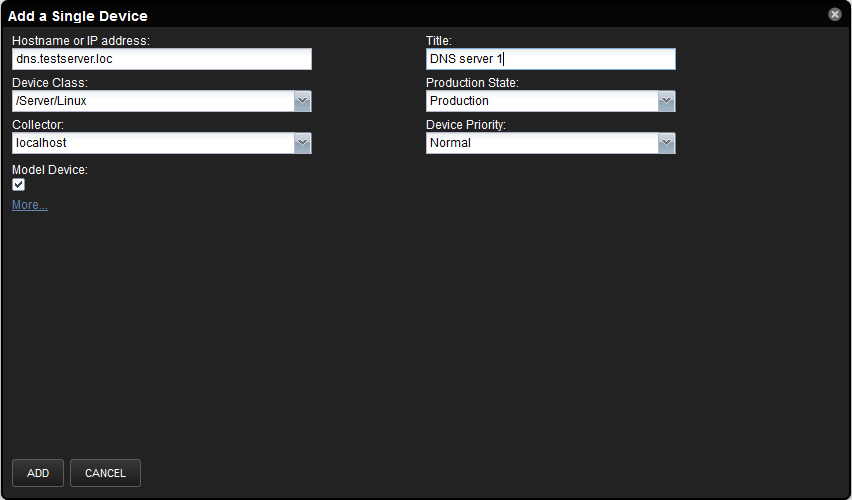 Add a Single Device
Hostname or IP address:
Title:
dns.testserver.loc
DNS server 1
Device Class:
Production State:
/Server/Linux
Production
Collector:
Device Priority:
localhost
Normal
Model Device:
More...
ADD
CANCEL